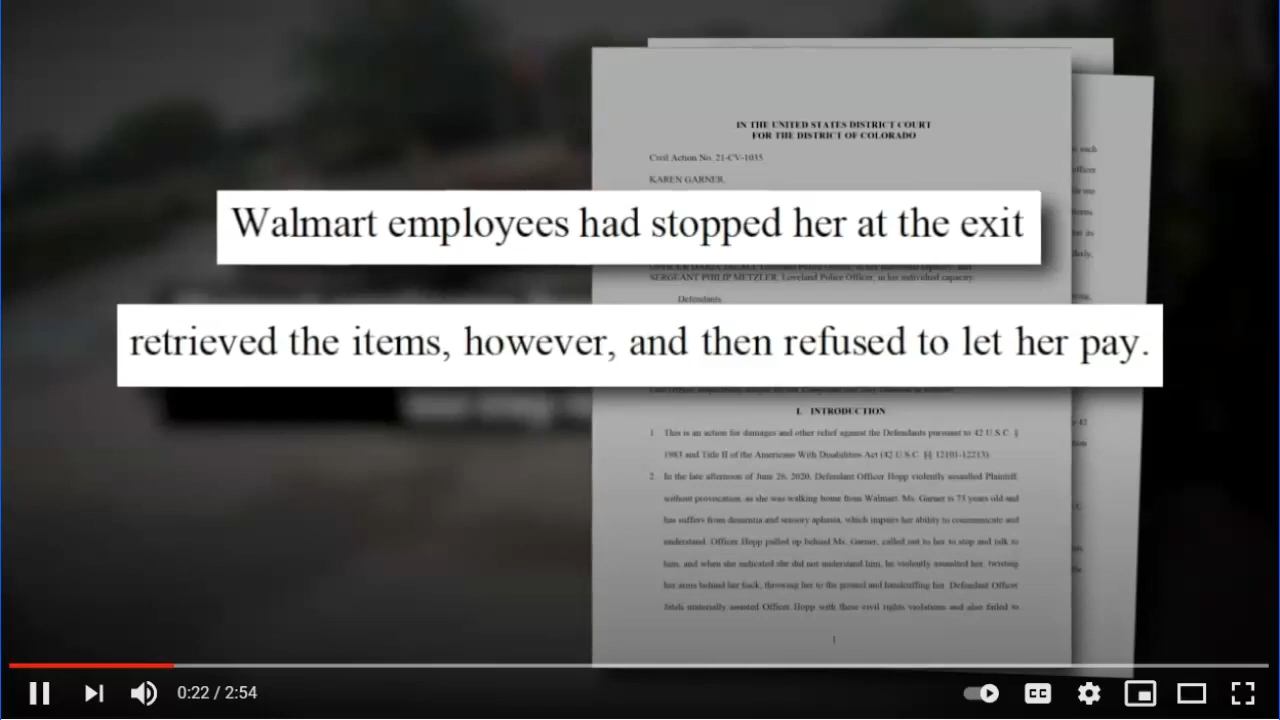 IN THE UNITED STATES DISTRICT COURT
FOR THE DISTRICT OF COLORADO
Civil Action No. 21-CV-1035
KAREN GARNER,
Walmart employees had stopped her at the exit
SERGEANT PHILIP METZLER, Loveland Police Officer, in his individual capacity.
Defendants.
retrieved the items, however, and then refused to let her pay.
I. INTRODUCTION
1 This is an action for damages and other relief against the Defendants pursuant to 42 U.S.C. §
1983 and Title II of the Americans With Disabilities Act (42 U.S.C. §§ 12101-12213).
2. In the late afternoon of June 26, 2020, Defendant Officer Hopp violently assaulted Plaintiff,
without provocation, as she was walking home from Walmart. Ms. Garner is 73 years old and
has suffers from dementia and sensory aphasia, which impairs her ability to communicate and
understand. Officer Hopp pulled up behind Ms. Garner, called out to her to stop and talk to
him, and when she indicated she did not understand him, he violently assaulted her, twisting
her arms behind her back, throwing her to the ground and handcuffing her. Defendant Officer
Jalali materially assisted Officer Hopp with these civil rights violations and also failed to
1
0:22 / 2:54
CC